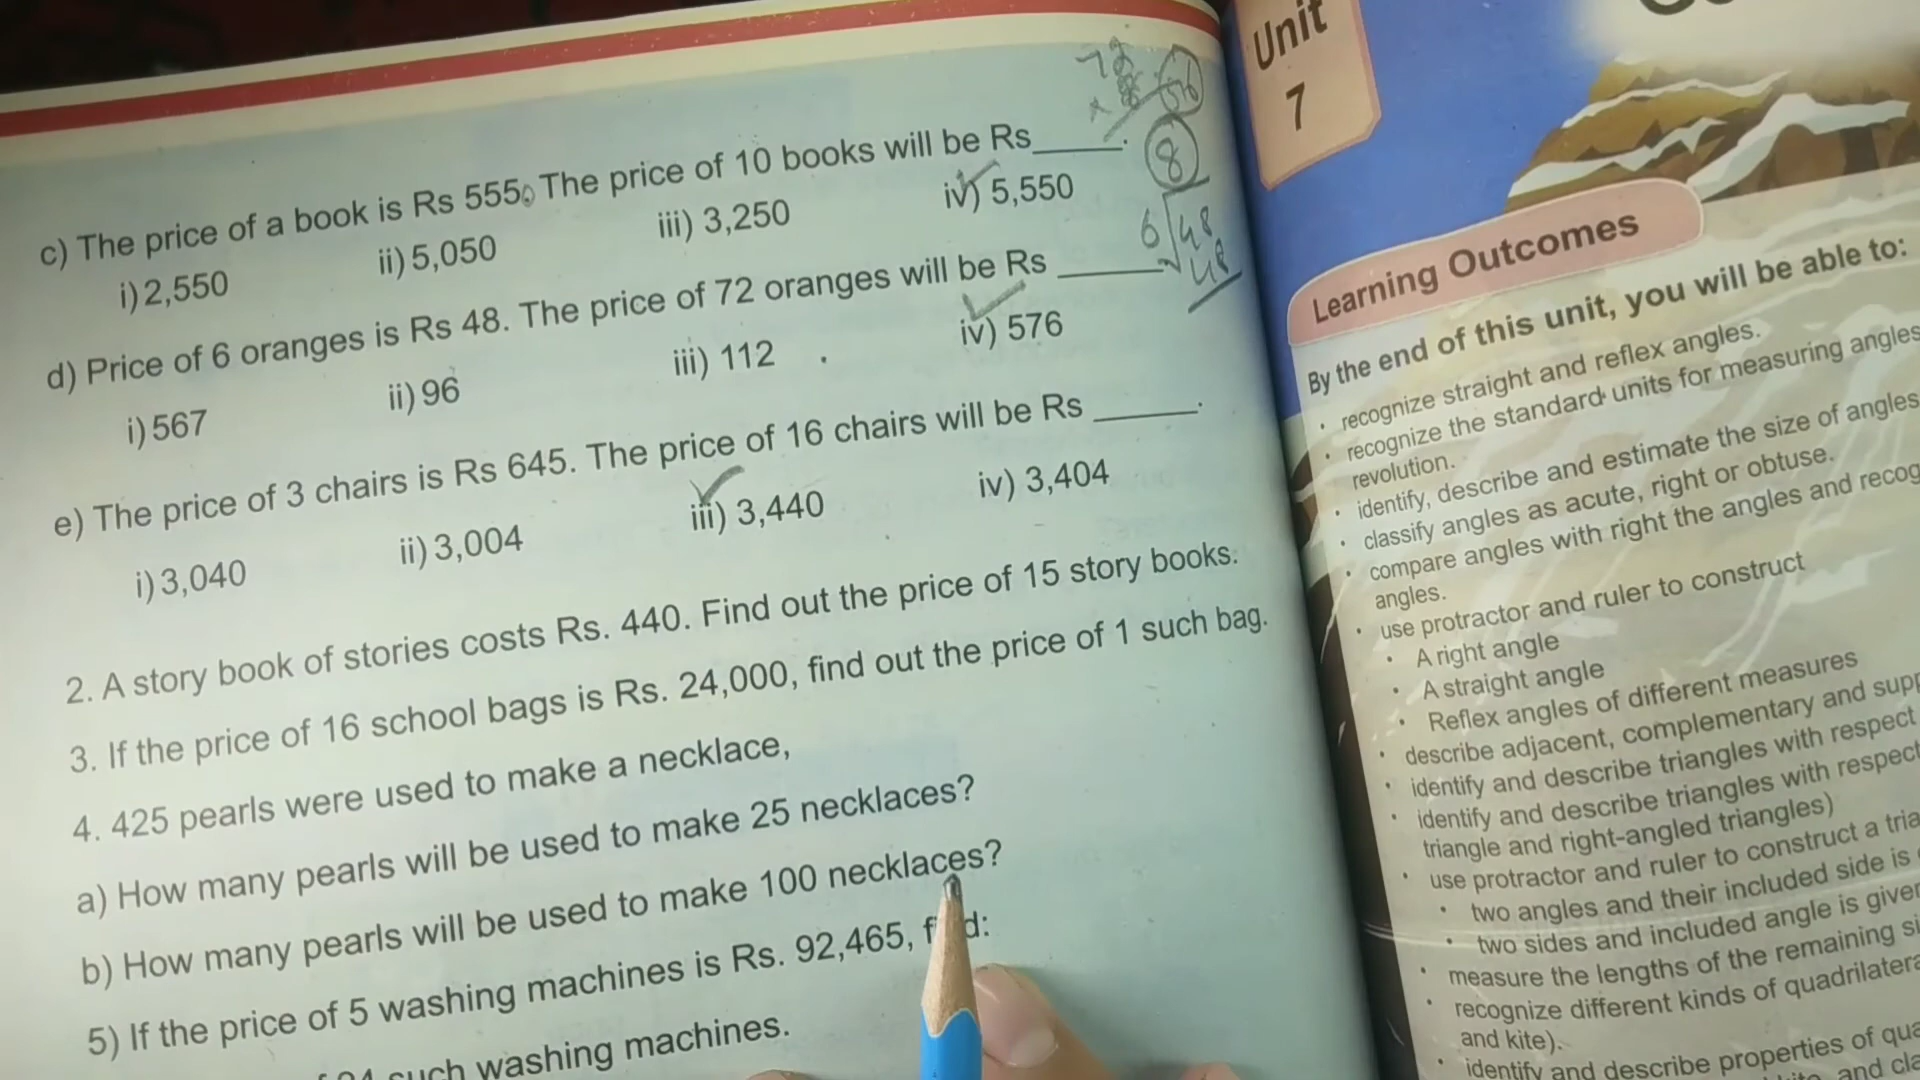 c) The price of a book is Rs 555. The price of 10 books will be Rs______.
i) 2,550 ii) 5,050 iii) 3,250 iv) 5,550
d) Price of 6 oranges is Rs 48. The price of 72 oranges will be Rs ______
i) 567 ii) 96 iii) 112 iv) 576
e) The price of 3 chairs is Rs 645. The price of 16 chairs will be Rs ______.
i) 3,040 ii) 3,004 iii) 3,440 iv) 3,404
2. A story book of stories costs Rs. 440. Find out the price of 15 story books.
3. If the price of 16 school bags is Rs. 24,000, find out the price of 1 such bag.
4. 425 pearls were used to make a necklace,
a) How many pearls will be used to make 25 necklaces?
b) How many pearls will be used to make 100 necklaces?
5) If the price of 5 washing machines is Rs. 92,465,
such washing machines.
8
6 48
48
Unit
7
Learning Outcomes
By the end of this unit, you will be able to:
• recognize straight and reflex angles.
• recognize the standard units for measuring angles
revolution.
• identify, describe and estimate the size of angles
• classify angles as acute, right or obtuse.
• compare angles with right the angles and
angles.
• use protractor and ruler to construct
• A right angle
• A straight angle
• Reflex angles of different measures
• describe adjacent, complementary and
• identify and describe triangles with respect
• identify and describe triangles with respect
triangle and right-angled triangles)
• use protractor and ruler to construct a
• two angles and their included side is
• two sides and included angle is given
• measure the lengths of the remaining
• recognize different kinds of
and kite).
• identify and describe properties of
and